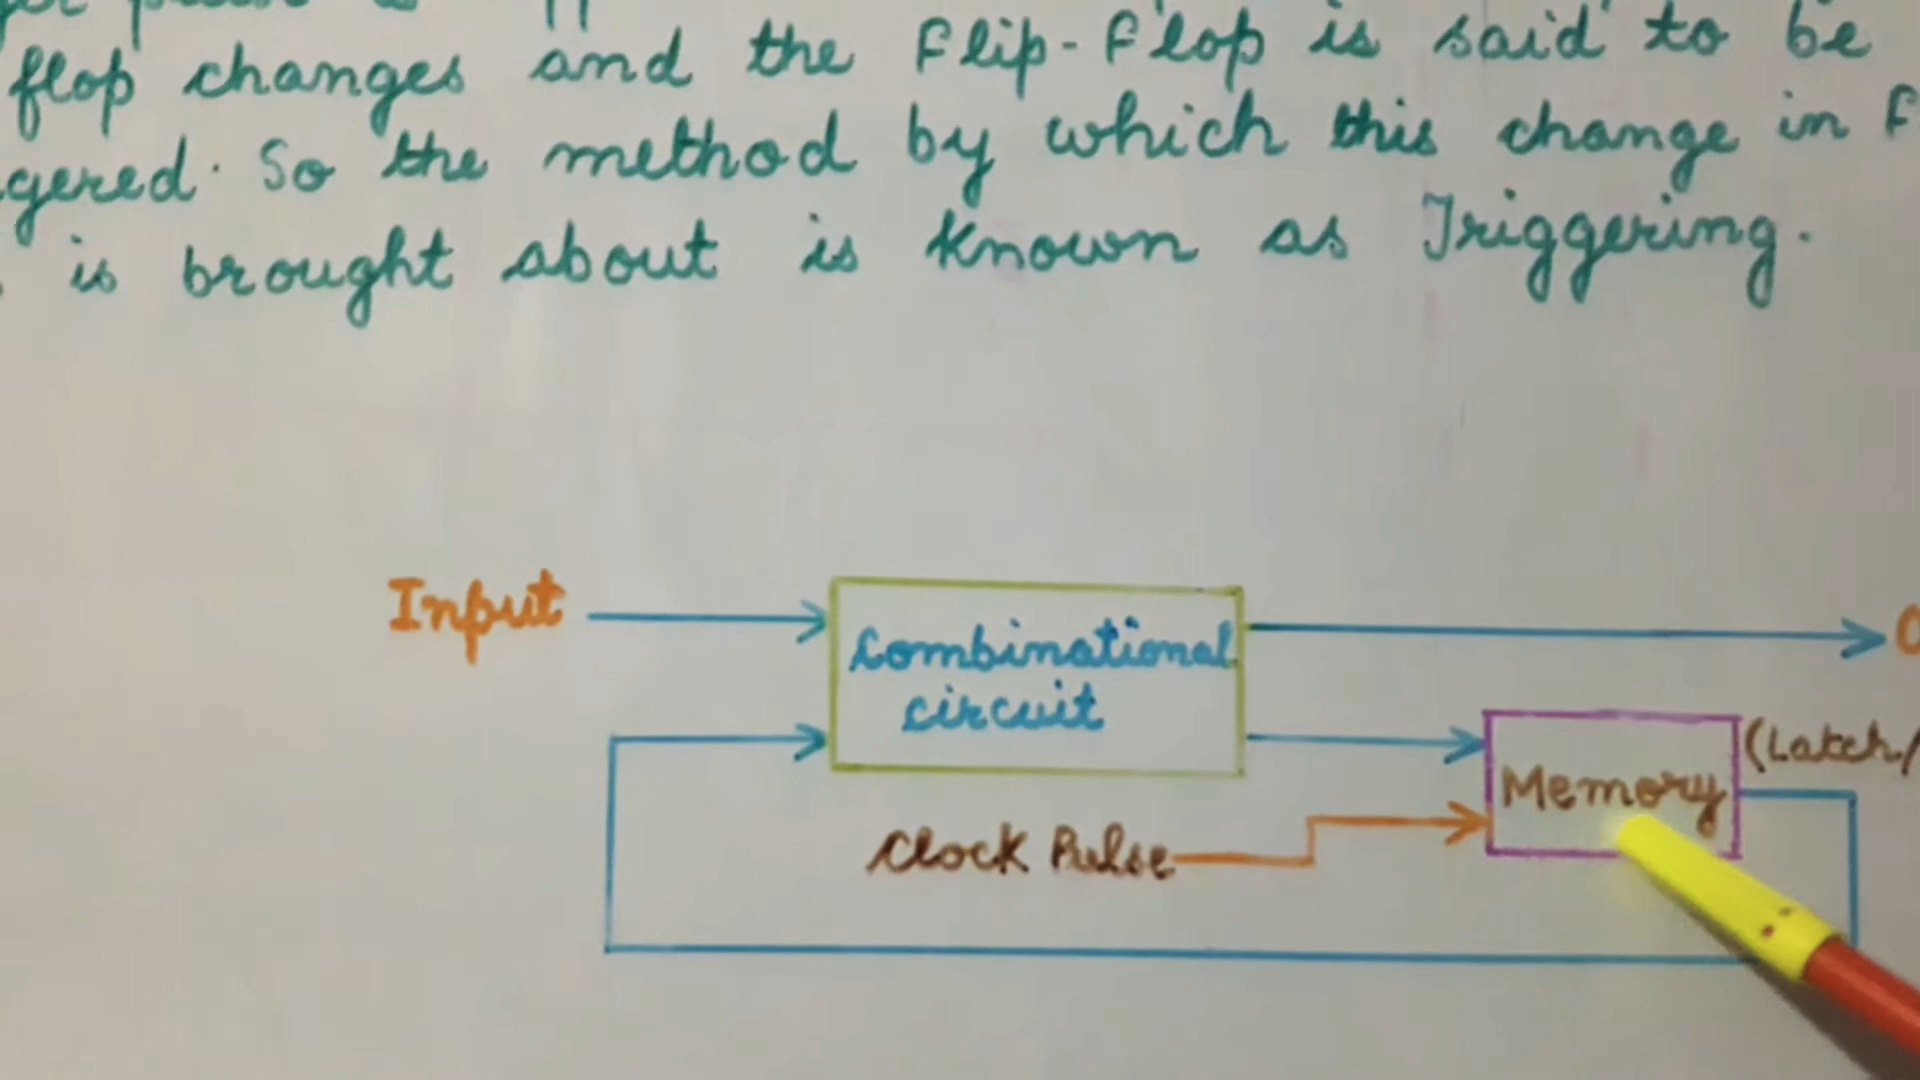 flop changes and the Flip-Flop is said to be
gered. So the method by which this change in F
is brought about is known as Triggering.
Input
Combinational
circuit
(Latch/
Memory
Clock Pulse